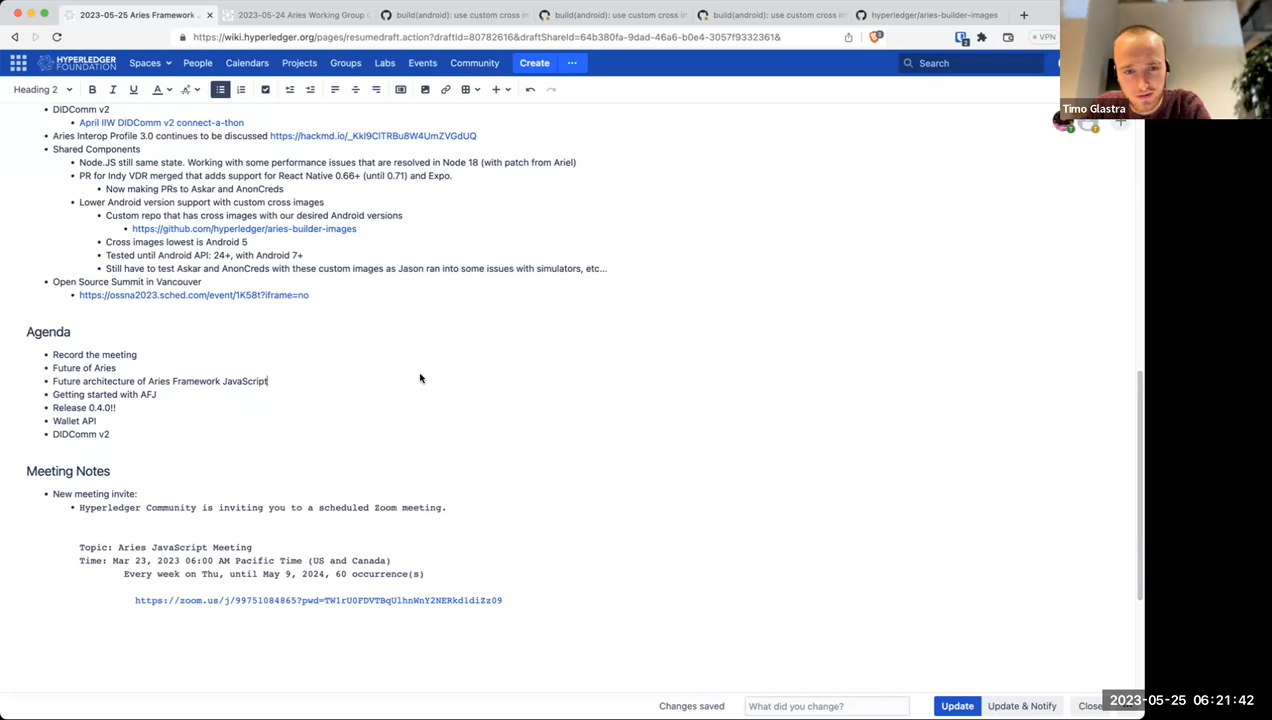 2023-05-25 Aries Framework
2023-05-24 Aries Working Group C
build(android): use custom cross im
build(android): use custom cross in
build(android): use custom cross im
hyperledger/aries-builder-images
https://wiki.hyperledger.org/pages/resumedraft.action?draftId=80782616&draftShareId=64b380fa-9dad-46a6-b0e4-3057f9332361&
VPN
HYPERLEDGER FOUNDATION
Spaces
People
Calendars
Projects
Groups
Labs
Events
Community
Create
Search
Timo Glastra
Heading 2
B I U A
DIDComm v2
April IIW DIDComm v2 connect-a-thon
Aries Interop Profile 3.0 continues to be discussed https://hackmd.io/_Kkl9ClTRBu8W4UmZVGdUQ
Shared Components
Node.JS still same state. Working with some performance issues that are resolved in Node 18 (with patch from Ariel)
PR for Indy VDR merged that adds support for React Native 0.66+ (until 0.71) and Expo.
Now making PRs to Askar and AnonCreds
Lower Android version support with custom cross images
Custom repo that has cross images with our desired Android versions
https://github.com/hyperledger/aries-builder-images
Cross images lowest is Android 5
Tested until Android API: 24+, with Android 7+
Still have to test Askar and AnonCreds with these custom images as Jason ran into some issues with simulators, etc...
Open Source Summit in Vancouver
https://ossna2023.sched.com/event/1K58t?iframe=no
Agenda
Record the meeting
Future of Aries
Future architecture of Aries Framework JavaScript
Getting started with AFJ
Release 0.4.0!!
Wallet API
DIDComm v2
Meeting Notes
New meeting invite:
Hyperledger Community is inviting you to a scheduled Zoom meeting.
Topic: Aries JavaScript Meeting
Time: Mar 23, 2023 06:00 AM Pacific Time (US and Canada)
Every week on Thu, until May 9, 2024, 60 occurrence(s)
https://zoom.us/j/99751084865?pwd=TWlrU0FDVTBqUlhnWnY2NERkd1diZz09
Changes saved
What did you change?
Update
Update & Notify
Close
2023-05-25 06:21:42